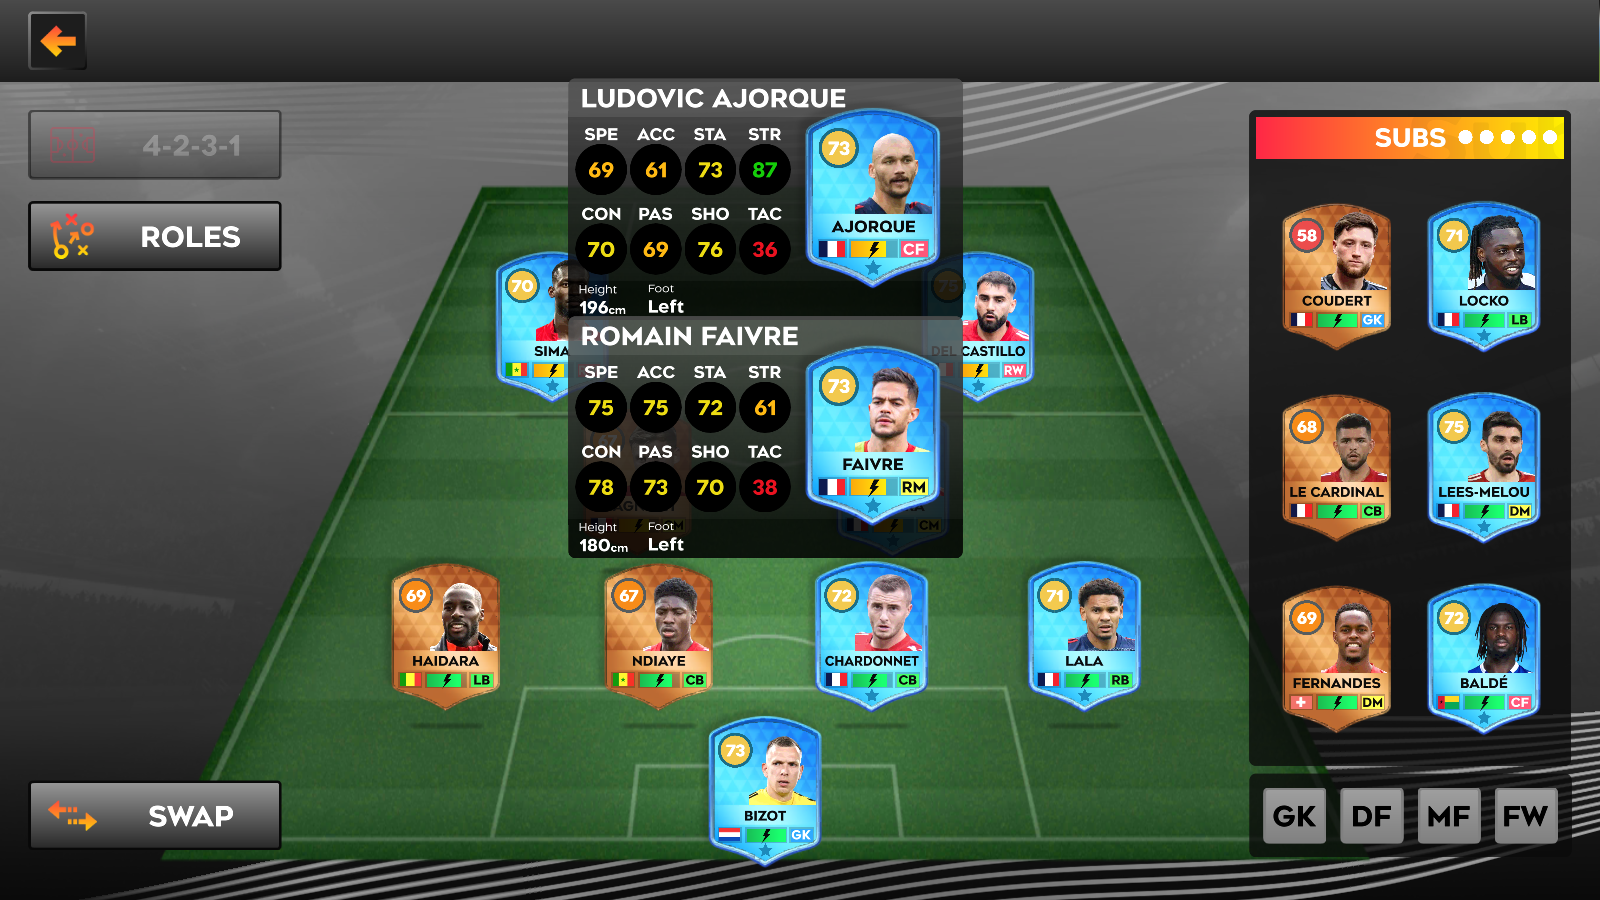 4-2-3-1
ROLES
SWAP
LUDOVIC AJORQUE
SPE ACC STA STR
69 61 73 87
CON PAS SHO TAC
70 69 76 36
Height Foot
196cm Left
73
AJORQUE
CF
ROMAIN FAIVRE
SPE ACC STA STR
75 75 72 61
CON PAS SHO TAC
78 73 70 38
Height Foot
180cm Left
73
FAIVRE
RM
70
SIMA
75
DEL CASTILLO
RW
67
CM
69
HAIDARA
LB
67
NDIAYE
CB
72
CHARDONNET
CB
71
LALA
RB
73
BIZOT
GK
SUBS
58
COUDERT
GK
71
LOCKO
LB
68
LE CARDINAL
CB
75
LEES-MELOU
DM
69
FERNANDES
DM
72
BALDÉ
CF
GK DF MF FW